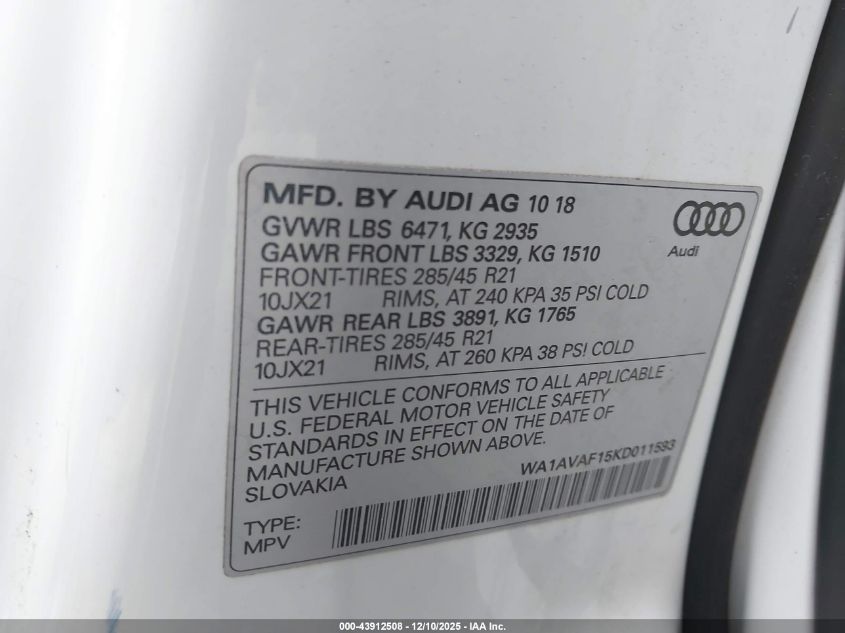 MFD. BY AUDI AG 10 18
GVWR LBS 6471, KG 2935
GAWR FRONT LBS 3329, KG 1510
FRONT-TIRES 285/45 R21
10JX21 RIMS, AT 240 KPA 35 PSI COLD
GAWR REAR LBS 3891, KG 1765
REAR-TIRES 285/45 R21
10JX21 RIMS, AT 260 KPA 38 PSI COLD
Audi
THIS VEHICLE CONFORMS TO ALL APPLICABLE
U.S. FEDERAL MOTOR VEHICLE SAFETY
STANDARDS IN EFFECT ON THE DATE OF
MANUFACTURE SHOWN ABOVE.
SLOVAKIA
WA1AVAF15KD011593
TYPE:
MPV
000-43912508 - 12/10/2025 - IAA Inc.